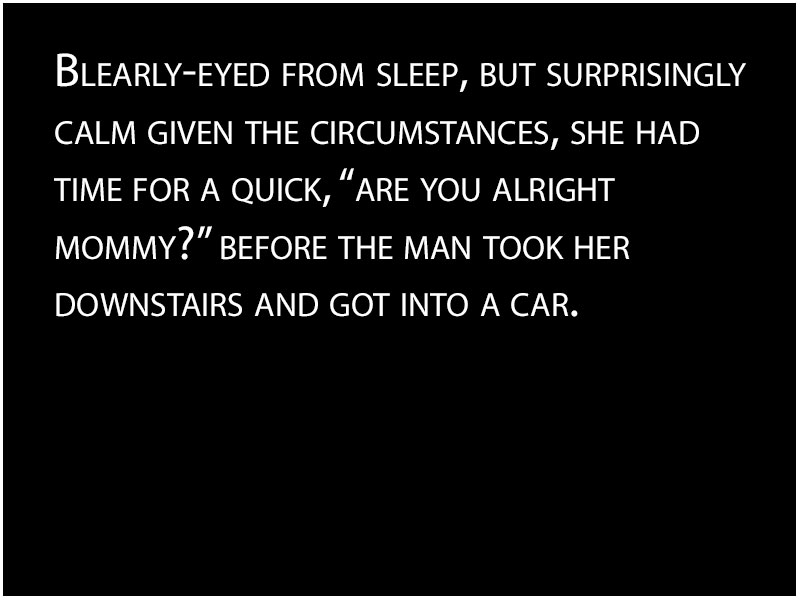 Blearly-eyed from sleep, but surprisingly
calm given the circumstances, she had
time for a quick, “are you alright
mommy?” before the man took her
downstairs and got into a car.